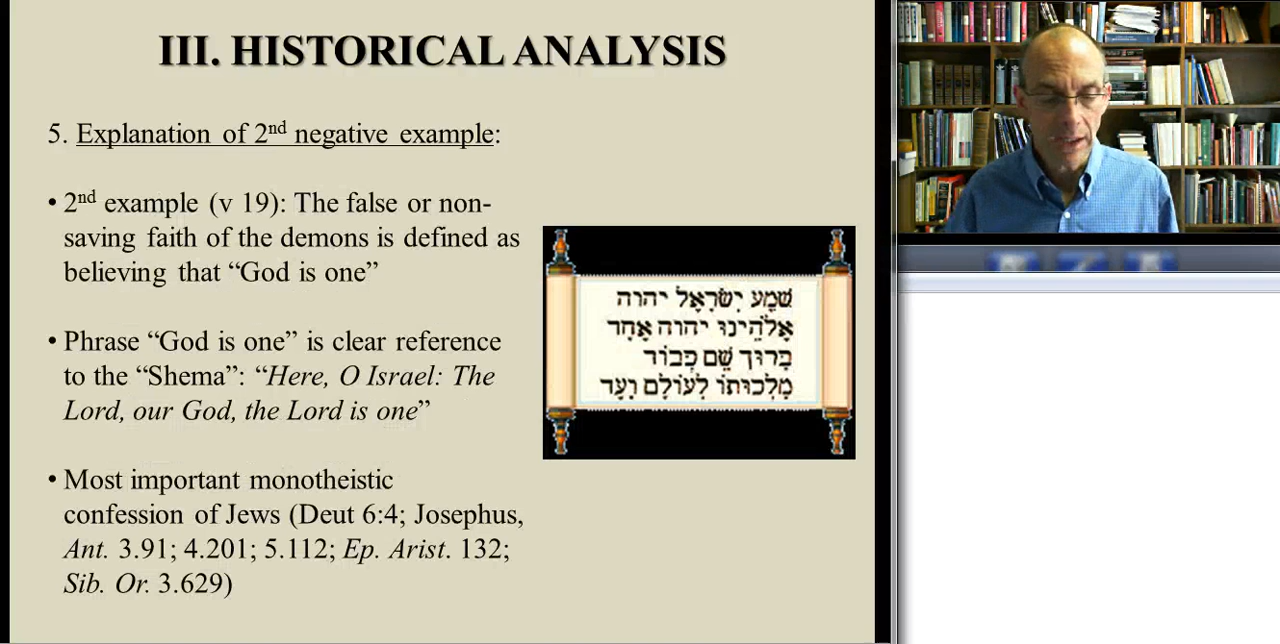 III. HISTORICAL ANALYSIS
5. Explanation of 2nd negative example:
• 2nd example (v 19): The false or non-
saving faith of the demons is defined as
believing that “God is one”
• Phrase “God is one” is clear reference
to the “Shema”: “Here, O Israel: The
Lord, our God, the Lord is one”
• Most important monotheistic
confession of Jews (Deut 6:4; Josephus,
Ant. 3.91; 4.201; 5.112; Ep. Arist. 132;
Sib. Or. 3.629)
שְׁמַע יִשְׂרָאֵל יהוה
אֱלֹהֵינוּ יהוה אֶחָד
בָּרוּךְ שֵׁם כְּבוֹד
מַלְכוּתוֹ לְעוֹלָם וָעֶד